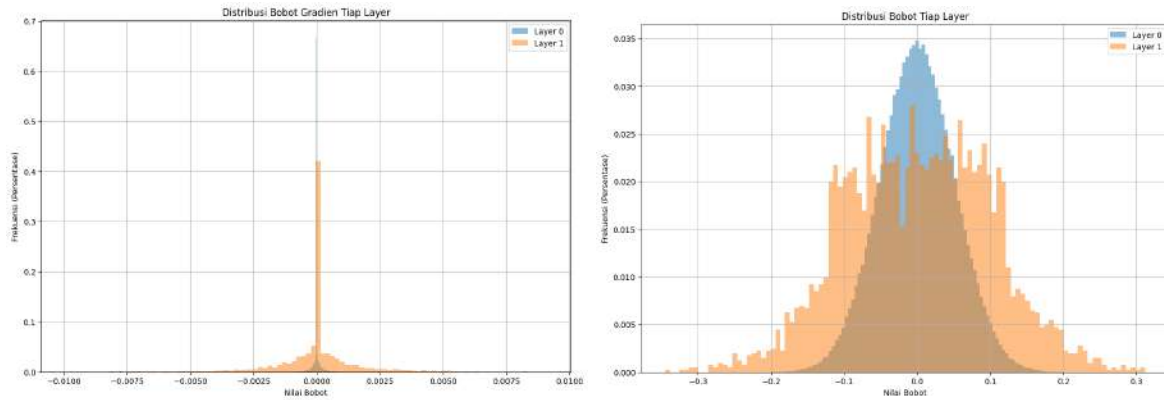 Distribusi Bobot Gradien Tiap Layer
Layer 0
Layer 1
Frekuensi (Persentase)
0.7
0.6
0.5
0.4
0.3
0.2
0.1
0.0
−0.0100 −0.0075 −0.0050 −0.0025 0.0000 0.0025 0.0050 0.0075 0.0100
Nilai Bobot
Distribusi Bobot Tiap Layer
Layer 0
Layer 1
Frekuensi (Persentase)
0.035
0.030
0.025
0.020
0.015
0.010
0.005
0.000
−0.3 −0.2 −0.1 0.0 0.1 0.2 0.3
Nilai Bobot